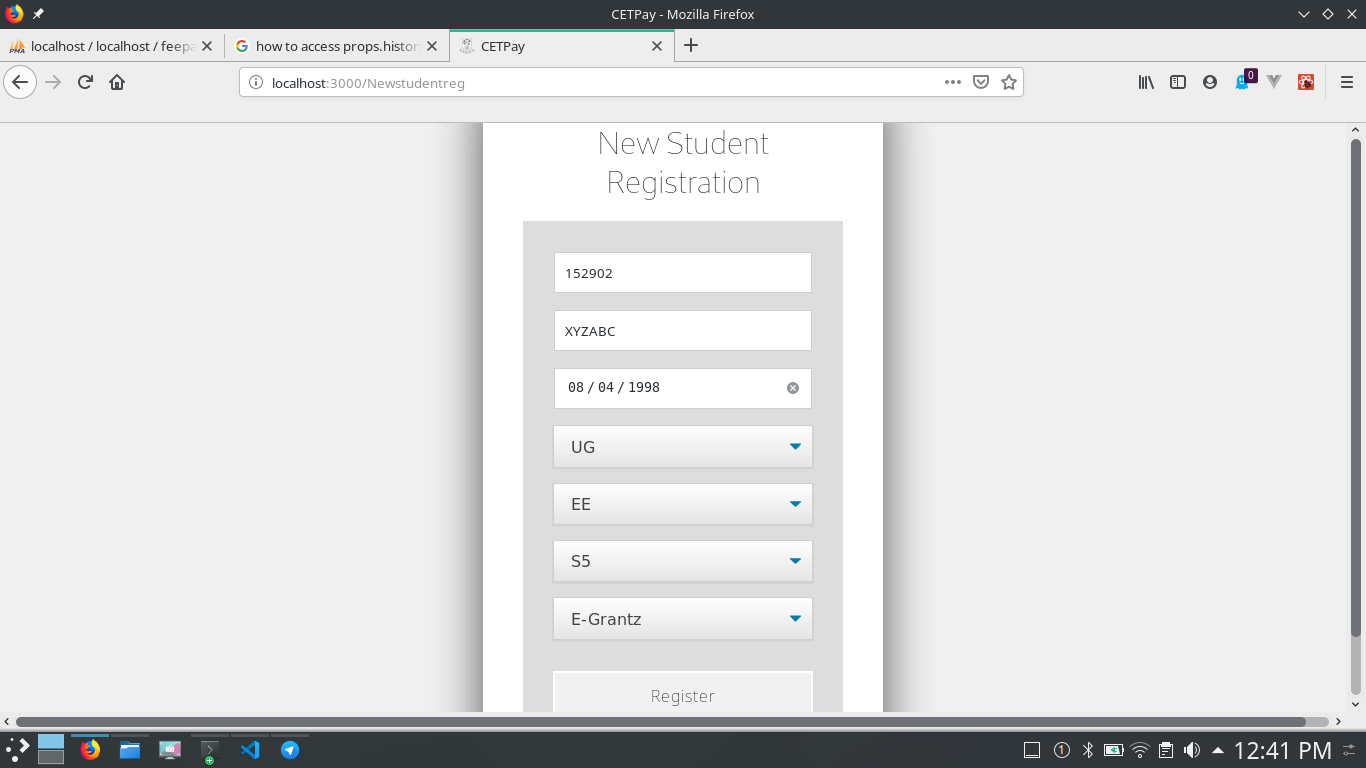 CETPay - Mozilla Firefox
localhost / localhost / feepa
how to access props.histor
CETPay
localhost:3000/Newstudentreg
0
New Student
Registration
152902
XYZABC
08 / 04 / 1998
UG
EE
S5
E-Grantz
Register
1
12:41 PM